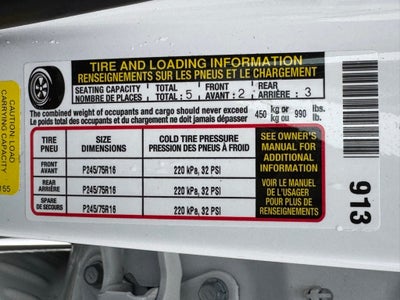 TIRE AND LOADING INFORMATION
RENSEIGNEMENTS SUR LES PNEUS ET LE CHARGEMENT
SEATING CAPACITY TOTAL FRONT REAR
NOMBRE DE PLACES TOTAL : 5 AVANT : 2 ARRIÈRE : 3
The combined weight of occupants and cargo should never exceed 450 kg or 990 lbs.
Le poids total des occupants et du chargement ne doit jamais dépasser kg ou lb.
TIRE SIZE COLD TIRE PRESSURE
PNEU DIMENSIONS PRESSION DES PNEUS À FROID
FRONT
AVANT P245/75R16 220 kPa, 32 PSI
REAR
ARRIÈRE P245/75R16 220 kPa, 32 PSI
SPARE
DE SECOURS P245/75R16 220 kPa, 32 PSI
SEE OWNER'S
MANUAL FOR
ADDITIONAL
INFORMATION
VOIR LE MANUEL
DE L'USAGER
POUR PLUS DE
RENSEIGNEMENTS
913
CAUTION: LOAD
CARRYING CAPACITY
155